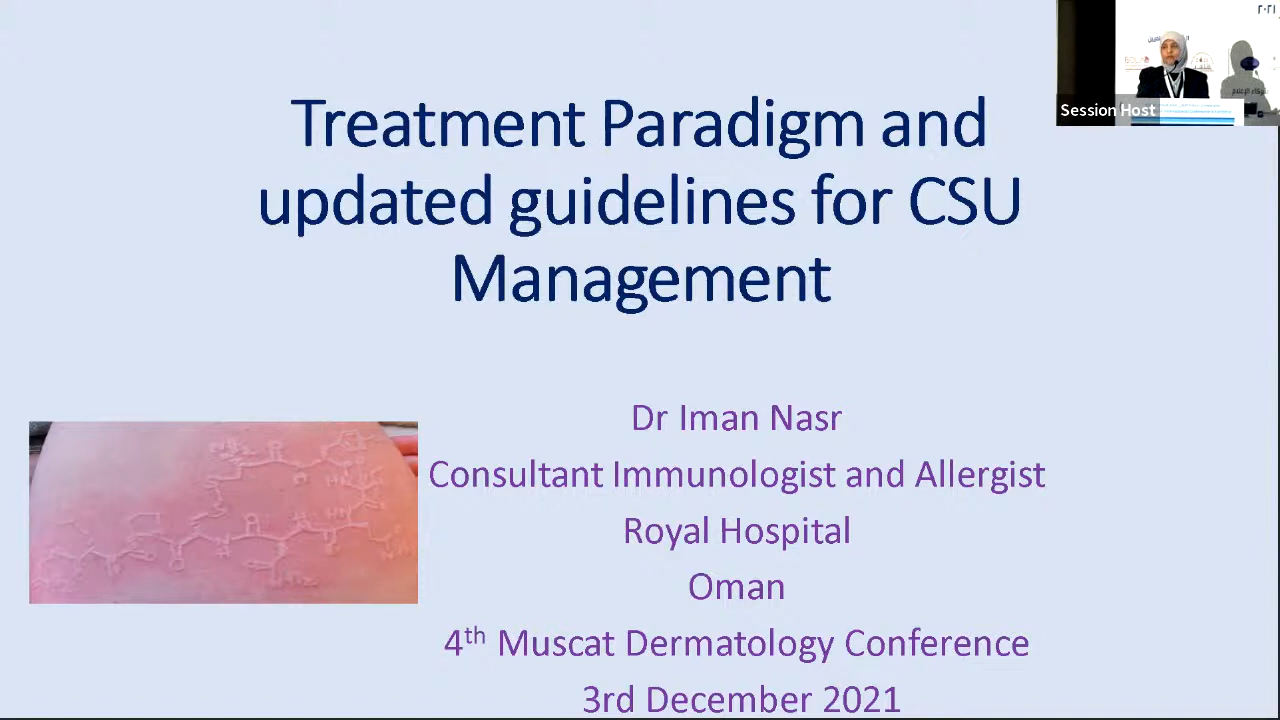 Treatment Paradigm and
updated guidelines for CSU
Management
Dr Iman Nasr
Consultant Immunologist and Allergist
Royal Hospital
Oman
4th Muscat Dermatology Conference
3rd December 2021
٢٠٢١
Session Host